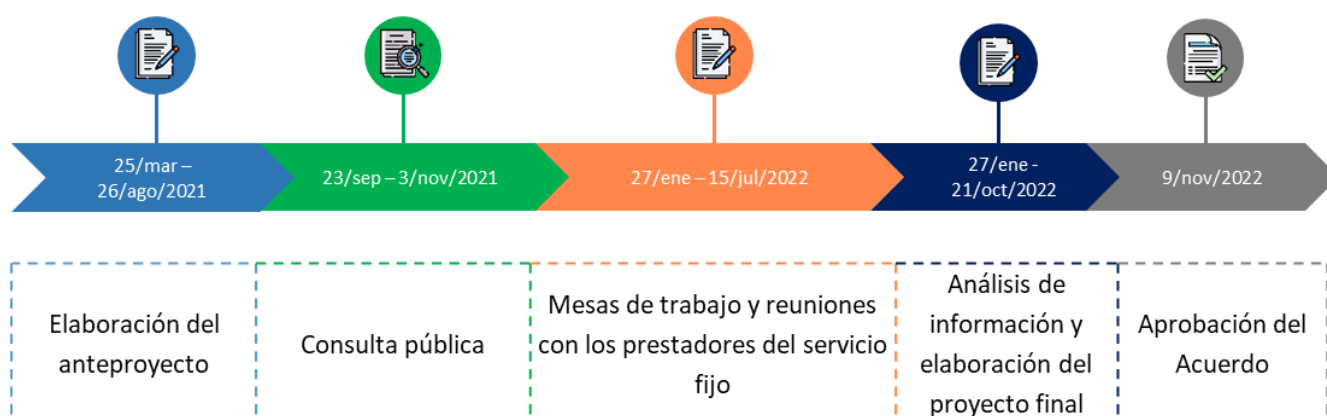 25/mar –
26/ago/2021
23/sep – 3/nov/2021
27/ene – 15/jul/2022
27/ene -
21/oct/2022
9/nov/2022
Elaboración del
anteproyecto
Consulta pública
Mesas de trabajo y reuniones
con los prestadores del servicio
fijo
Análisis de
información y
elaboración del
proyecto final
Aprobación del
Acuerdo